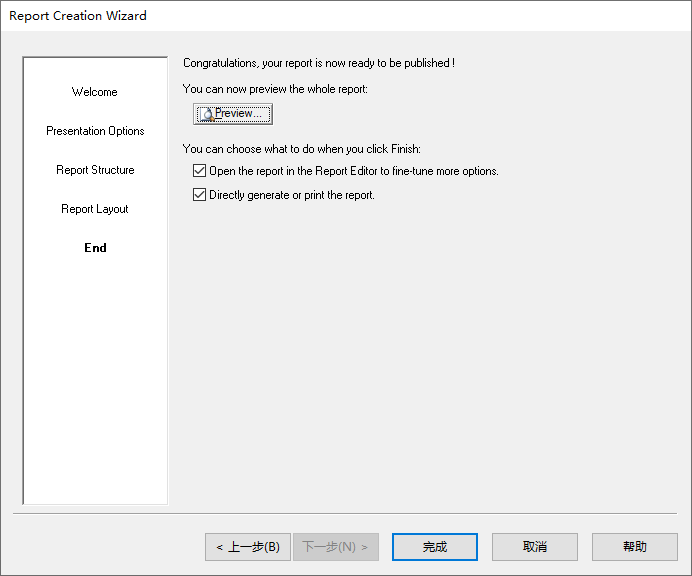 Report Creation Wizard
Welcome
Presentation Options
Report Structure
Report Layout
End
Congratulations, your report is now ready to be published !
You can now preview the whole report:
Preview...
You can choose what to do when you click Finish:
Open the report in the Report Editor to fine-tune more options.
Directly generate or print the report.
< 上一步(B)
下一步(N) >
完成
取消
帮助